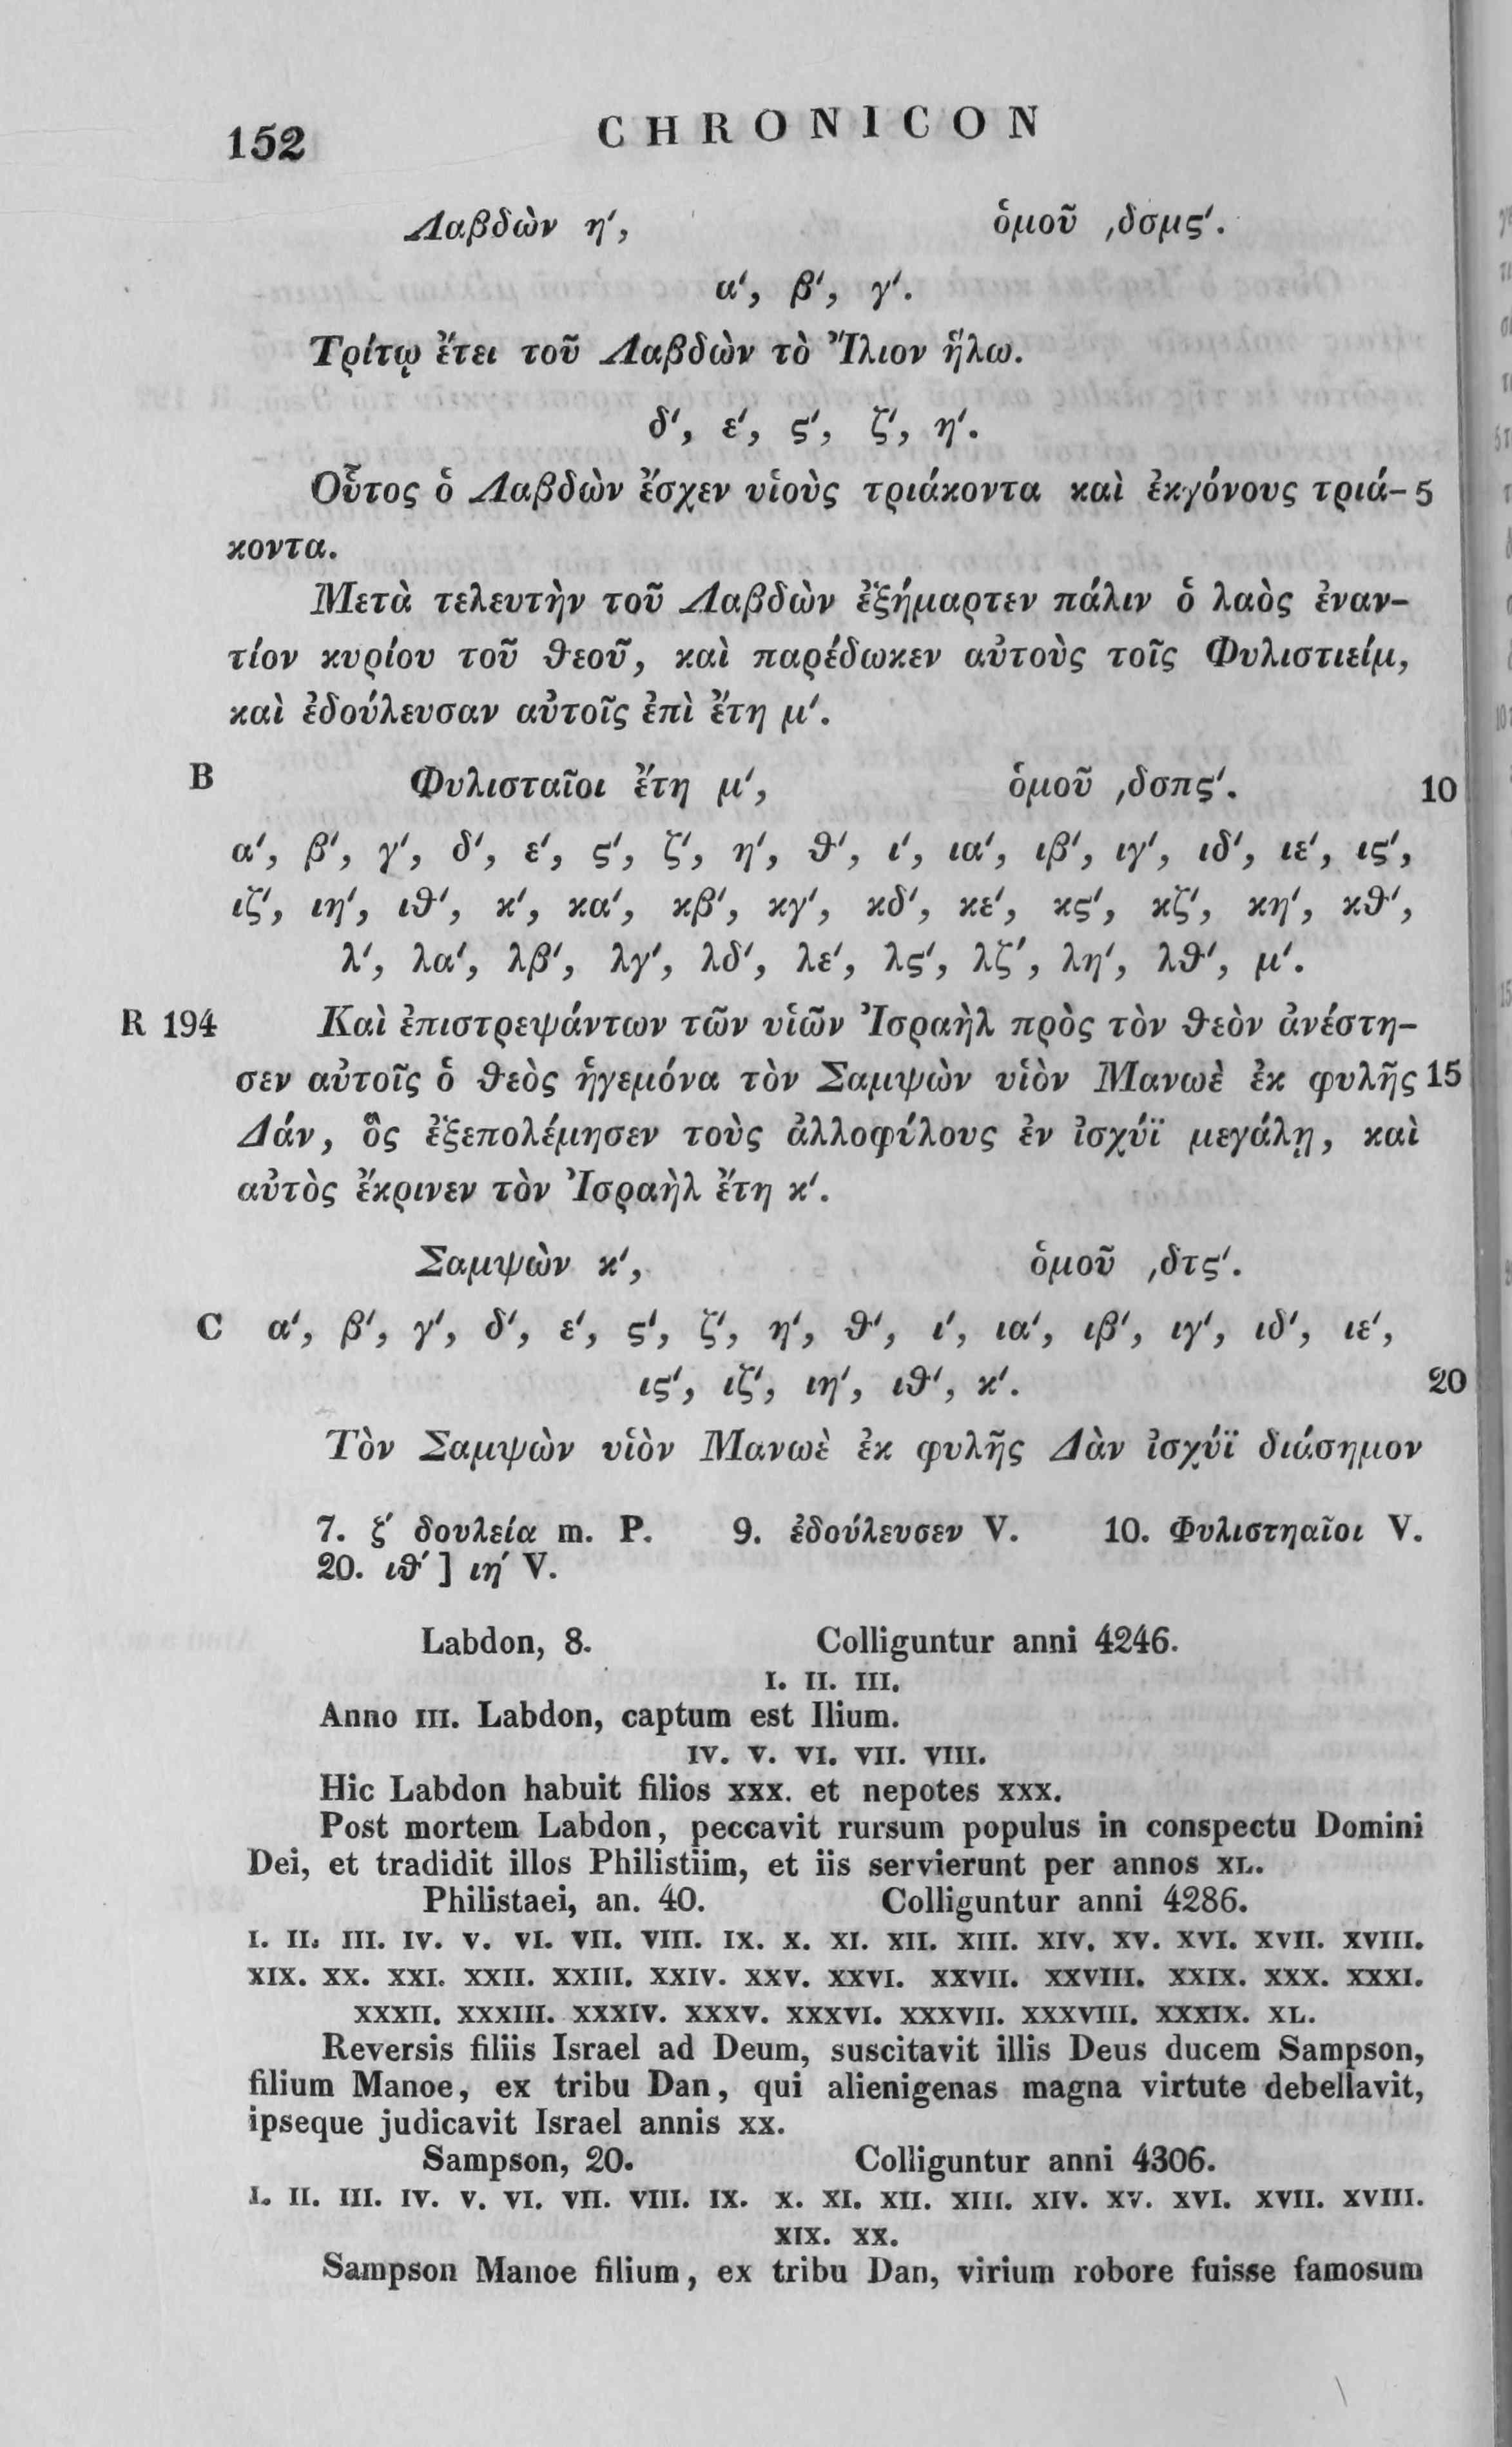 152 CHRONICON
Λαβδὼν η′, ὁμοῦ ͵δσμς′.
α′, β′, γ′.
Τρίτῳ ἔτει τοῦ Λαβδὼν τὸ Ἴλιον ἥλω.
δ′, ε′, ς′, ζ′, η′.
Οὗτος ὁ Λαβδὼν ἔσχεν υἱοὺς τριάκοντα καὶ ἐκγόνους τριά- 5
κοντα.
Μετὰ τελευτὴν τοῦ Λαβδὼν ἐξήμαρτεν πάλιν ὁ λαὸς ἐναν-
τίον κυρίου τοῦ θεοῦ, καὶ παρέδωκεν αὐτοὺς τοῖς Φυλιστιείμ,
καὶ ἐδούλευσαν αὐτοῖς ἐπὶ ἔτη μ′.
B Φυλισταῖοι ἔτη μ′, ὁμοῦ ͵δσπς′. 10
α′, β′, γ′, δ′, ε′, ς′, ζ′, η′, θ′, ι′, ια′, ιβ′, ιγ′, ιδ′, ιε′, ις′,
ιζ′, ιη′, ιθ′, κ′, κα′, κβ′, κγ′, κδ′, κε′, κς′, κζ′, κη′, κθ′,
λ′, λα′, λβ′, λγ′, λδ′, λε′, λς′, λζ′, λη′, λθ′, μ′.
R 194 Καὶ ἐπιστρεψάντων τῶν υἱῶν Ἰσραὴλ πρὸς τὸν θεὸν ἀνέστη-
σεν αὐτοῖς ὁ θεὸς ἡγεμόνα τὸν Σαμψὼν υἱὸν Μανωὲ ἐκ φυλῆς 15
Δάν, ὃς ἐξεπολέμησεν τοὺς ἀλλοφύλους ἐν ἰσχύϊ μεγάλῃ, καὶ
αὐτὸς ἔκρινεν τὸν Ἰσραὴλ ἔτη κ′.
Σαμψὼν κ′, ὁμοῦ ͵δτς′.
C α′, β′, γ′, δ′, ε′, ς′, ζ′, η′, θ′, ι′, ια′, ιβ′, ιγ′, ιδ′, ιε′,
ις′, ιζ′, ιη′, ιθ′, κ′. 20
Τὸν Σαμψὼν υἱὸν Μανωὲ ἐκ φυλῆς Δὰν ἰσχύϊ διάσημον
7. ξ′ δουλεία m. P. 9. ἐδούλευσεν V. 10. Φυλιστηαῖοι V.
20. ιθ′] ιη′ V.
Labdon, 8. Colliguntur anni 4246.
I. II. III.
Anno III. Labdon, captum est Ilium.
IV. V. VI. VII. VIII.
Hic Labdon habuit filios XXX. et nepotes XXX.
Post mortem Labdon, peccavit rursum populus in conspectu Domini
Dei, et tradidit illos Philistiim, et iis servierunt per annos XL.
Philistaei, an. 40. Colliguntur anni 4286.
I. II. III. IV. V. VI. VII. VIII. IX. X. XI. XII. XIII. XIV. XV. XVI. XVII. XVIII.
XIX. XX. XXI. XXII. XXIII. XXIV. XXV. XXVI. XXVII. XXVIII. XXIX. XXX. XXXI.
XXXII. XXXIII. XXXIV. XXXV. XXXVI. XXXVII. XXXVIII. XXXIX. XL.
Reversis filiis Israel ad Deum, suscitavit illis Deus ducem Sampson,
filium Manoe, ex tribu Dan, qui alienigenas magna virtute debellavit,
ipseque judicavit Israel annis XX.
Sampson, 20. Colliguntur anni 4306.
I. II. III. IV. V. VI. VII. VIII. IX. X. XI. XII. XIII. XIV. XV. XVI. XVII. XVIII.
XIX. XX.
Sampson Manoe filium, ex tribu Dan, virium robore fuisse famosum